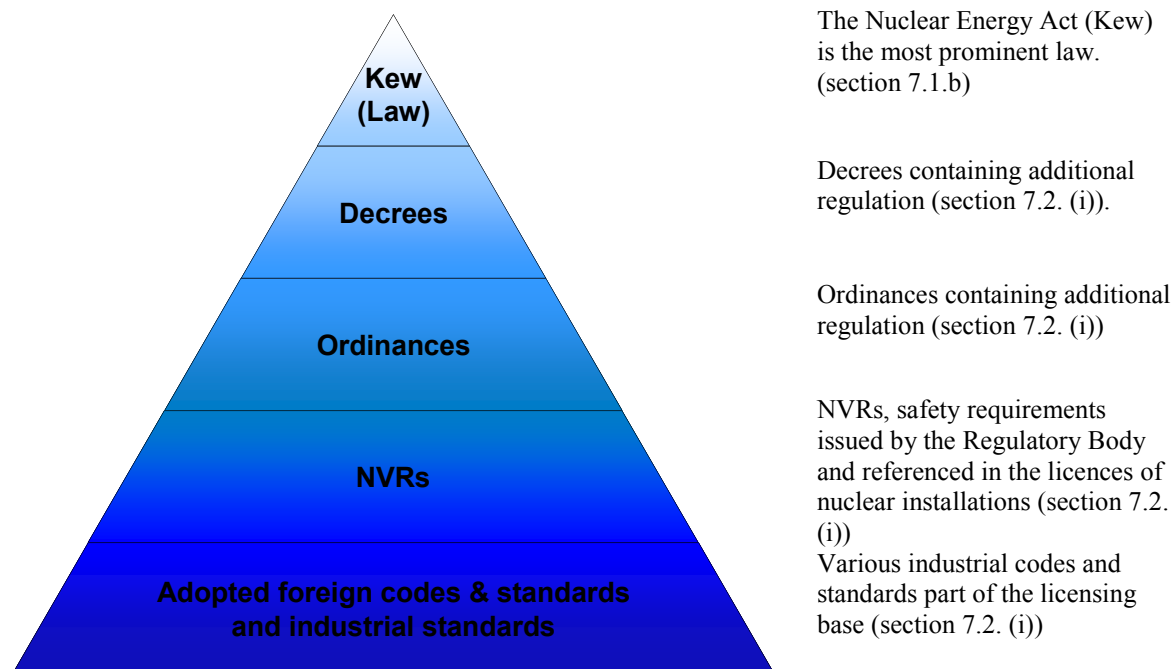 Kew
(Law)
The Nuclear Energy Act (Kew)
is the most prominent law.
(section 7.1.b)
Decrees
Decrees containing additional
regulation (section 7.2. (i)).
Ordinances
Ordinances containing additional
regulation (section 7.2. (i))
NVRs
NVRs, safety requirements
issued by the Regulatory Body
and referenced in the licences of
nuclear installations (section 7.2.
(i))
Adopted foreign codes & standards
and industrial standards
Various industrial codes and
standards part of the licensing
base (section 7.2. (i))